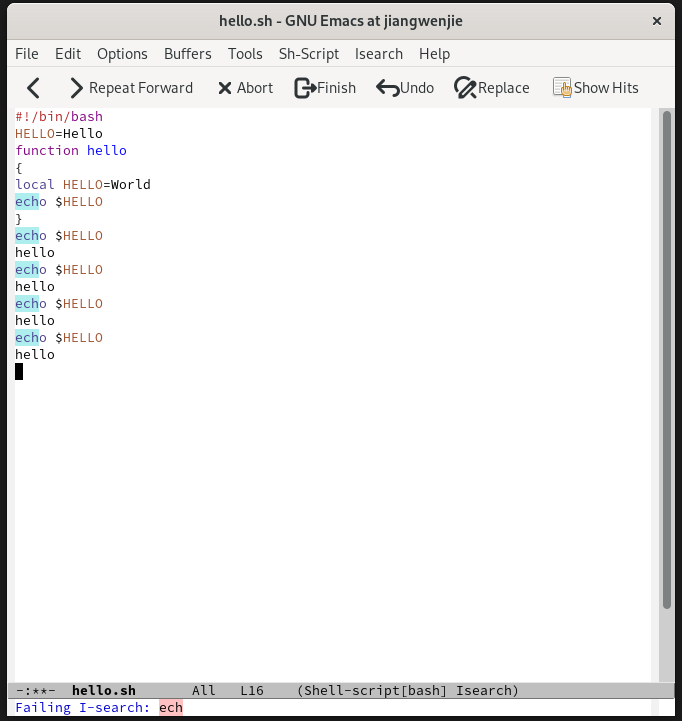 hello.sh - GNU Emacs at jiangwenjie ×
File Edit Options Buffers Tools Sh-Script Isearch Help
Repeat Forward Abort Finish Undo Replace Show Hits
#!/bin/bash
HELLO=Hello
function hello
{
local HELLO=World
echo $HELLO
}
echo $HELLO
hello
echo $HELLO
hello
echo $HELLO
hello
echo $HELLO
hello
-:**- hello.sh All L16 (Shell-script[bash] Isearch)
Failing I-search: ech